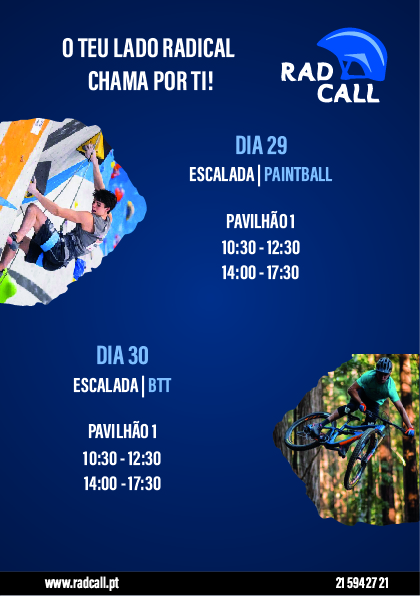 O TEU LADO RADICAL
CHAMA POR TI!
RAD
CALL
DIA 29
ESCALADA | PAINTBALL
PAVILHÃO 1
10:30 - 12:30
14:00 - 17:30
DIA 30
ESCALADA | BTT
PAVILHÃO 1
10:30 - 12:30
14:00 - 17:30
www.radcall.pt
21 594 27 21